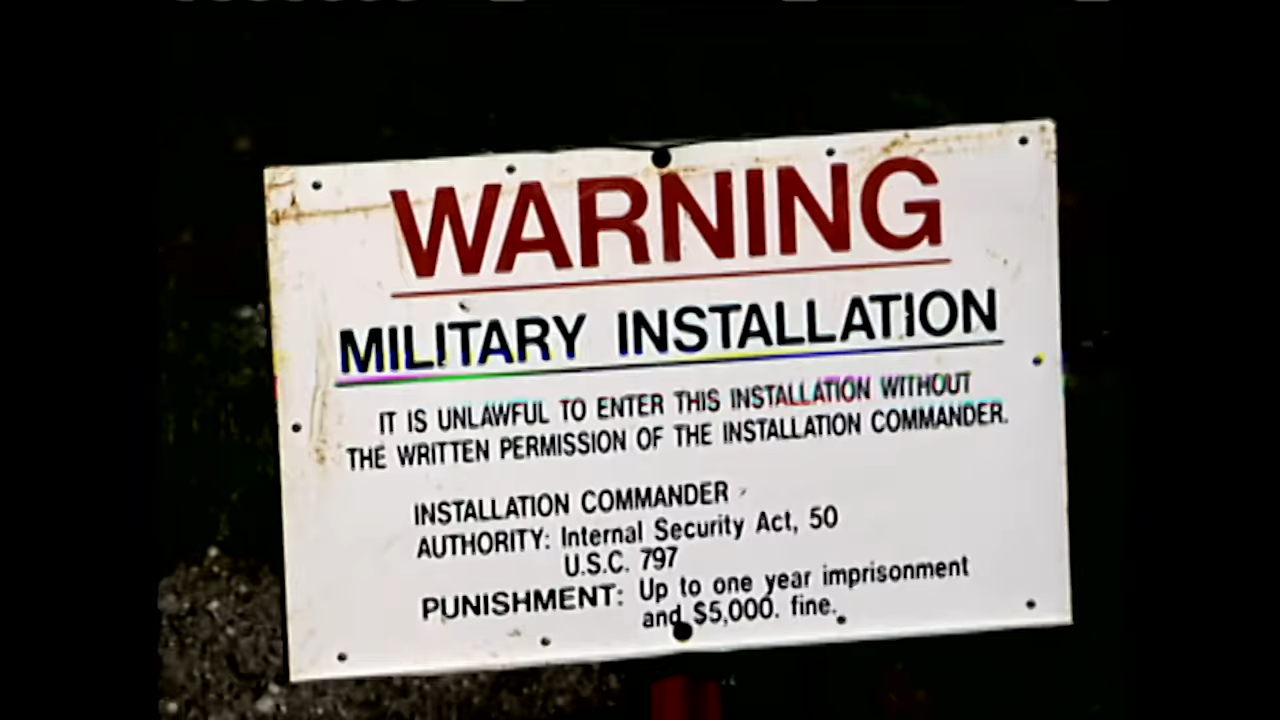 WARNING
MILITARY INSTALLATION
IT IS UNLAWFUL TO ENTER THIS INSTALLATION WITHOUT
THE WRITTEN PERMISSION OF THE INSTALLATION COMMANDER.
INSTALLATION COMMANDER
AUTHORITY: Internal Security Act, 50
U.S.C. 797
PUNISHMENT: Up to one year imprisonment
and $5,000. fine.